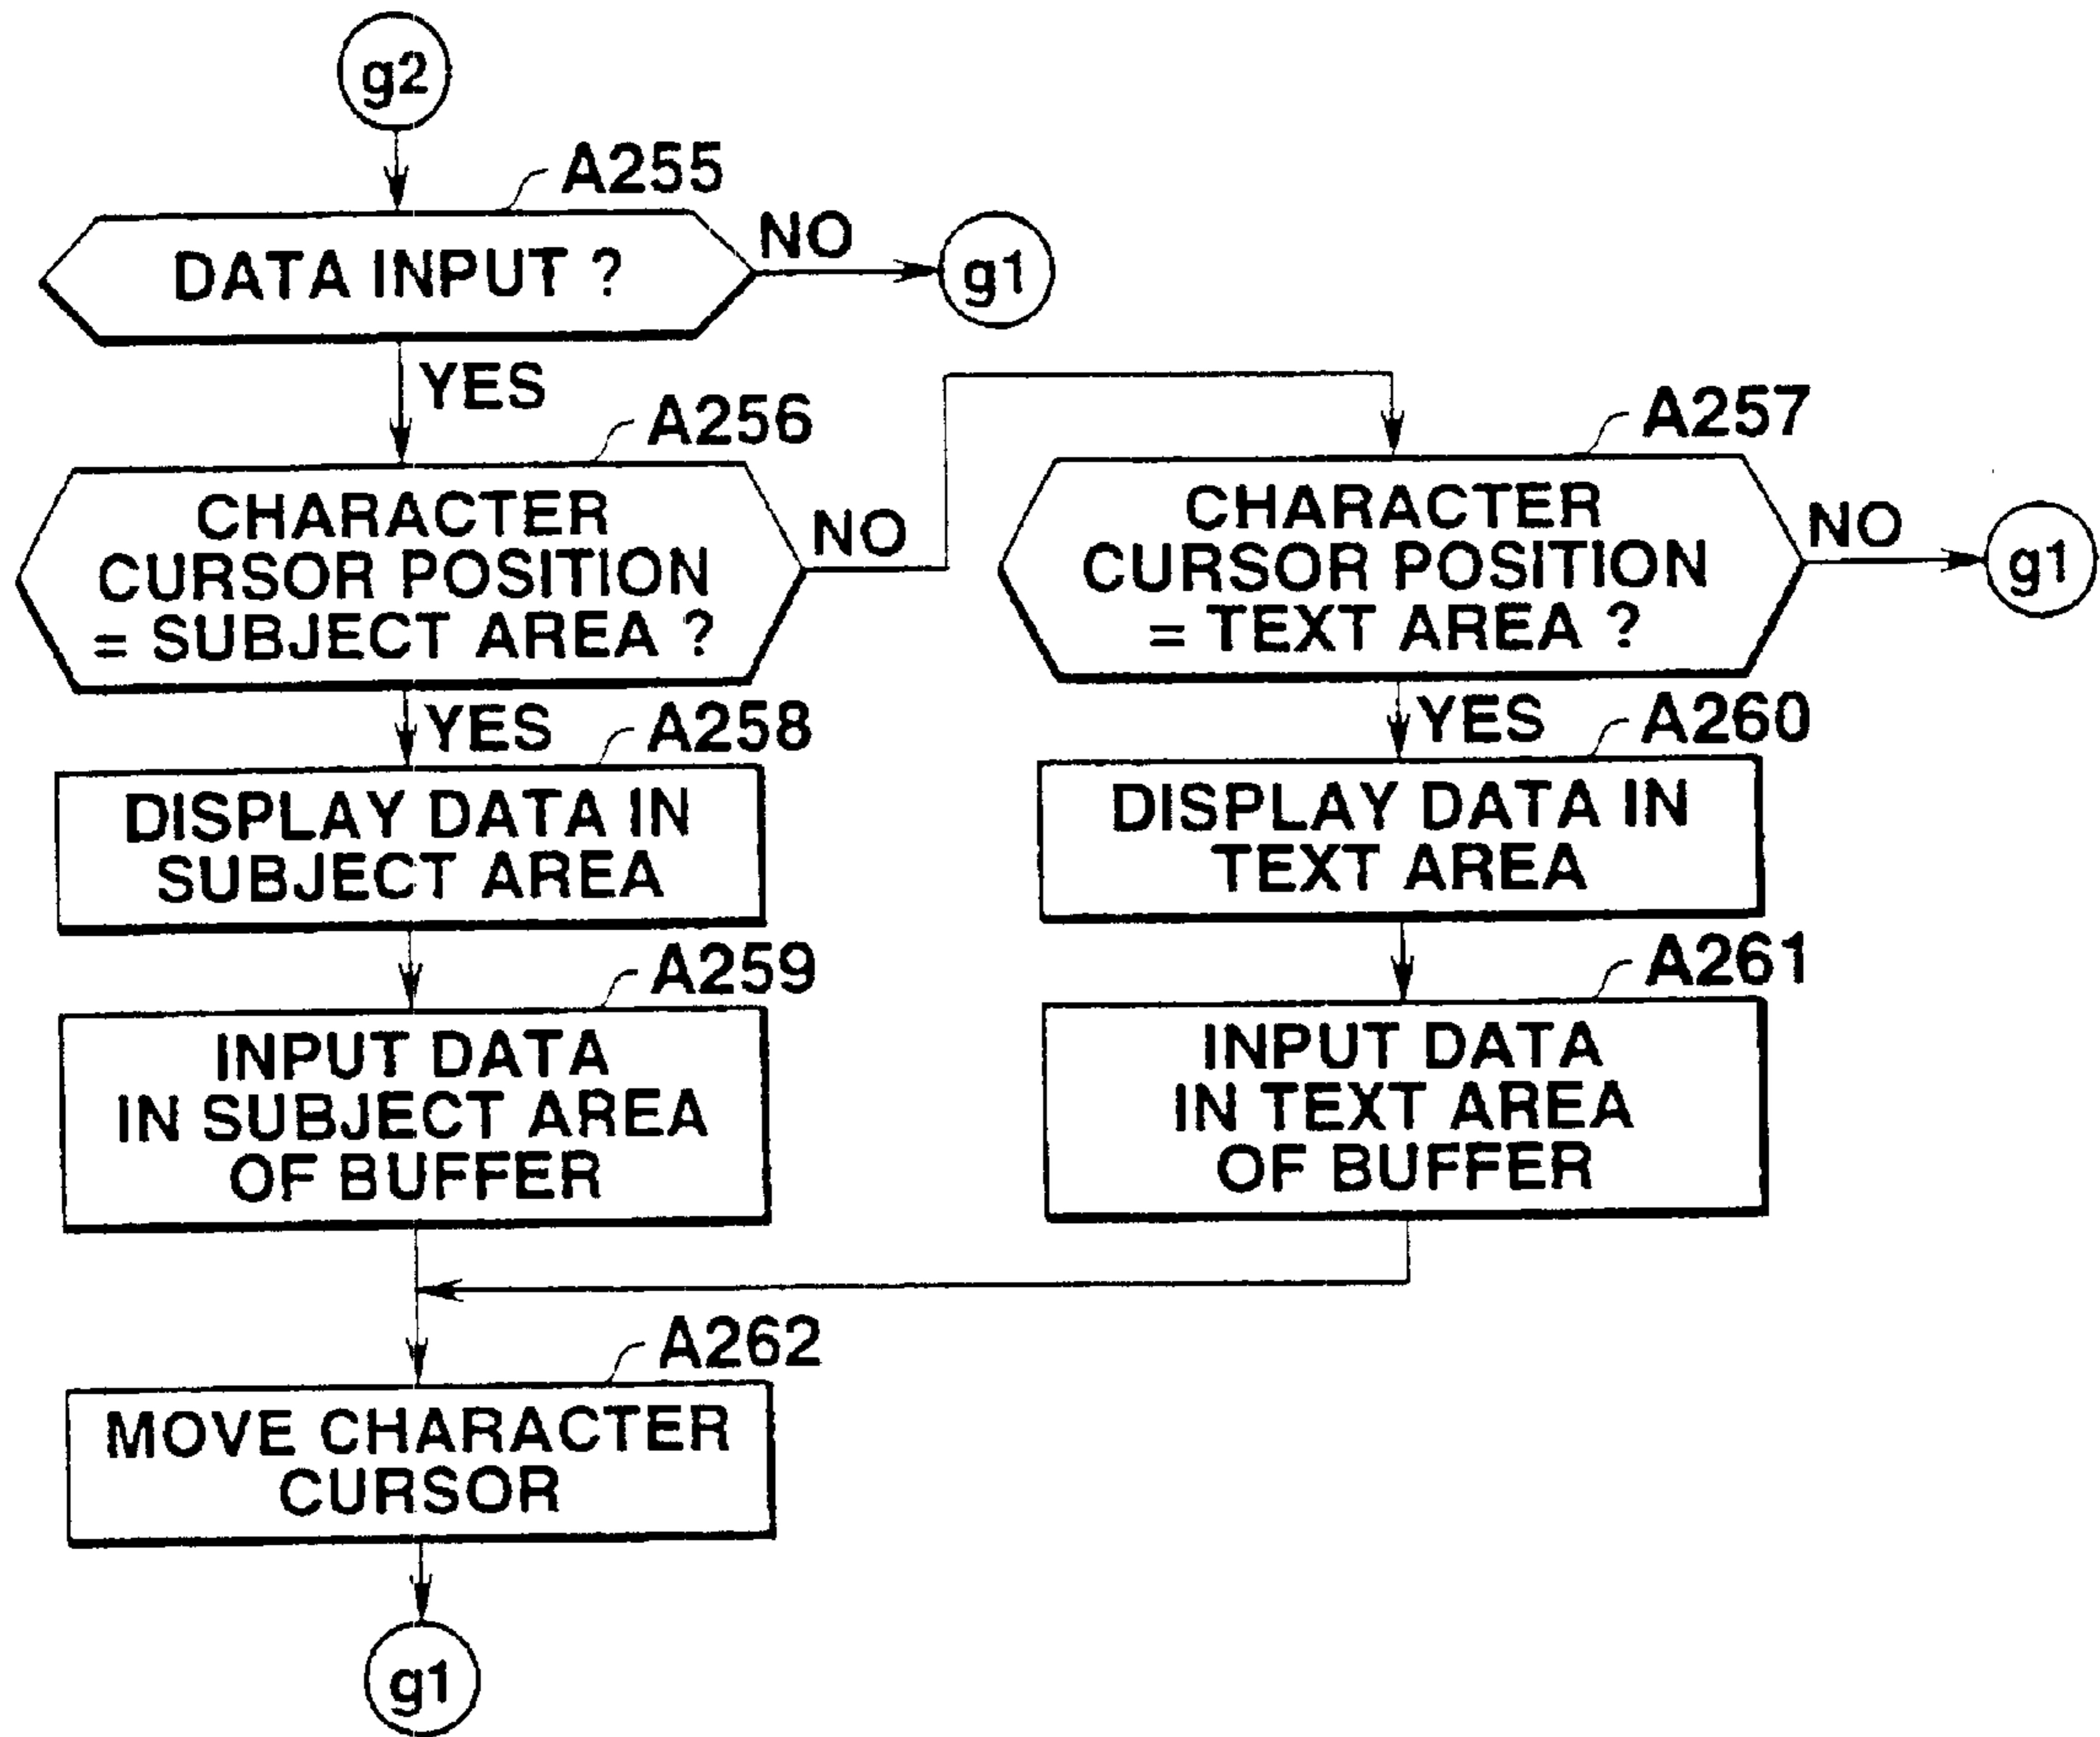 g2
A255
DATA INPUT ?
NO
g1
YES
A256
CHARACTER
CURSOR POSITION
= SUBJECT AREA ?
NO
A257
CHARACTER
CURSOR POSITION
= TEXT AREA ?
NO
g1
YES
A258
DISPLAY DATA IN
SUBJECT AREA
YES
A260
DISPLAY DATA IN
TEXT AREA
A259
INPUT DATA
IN SUBJECT AREA
OF BUFFER
A261
INPUT DATA
IN TEXT AREA
OF BUFFER
A262
MOVE CHARACTER
CURSOR
g1